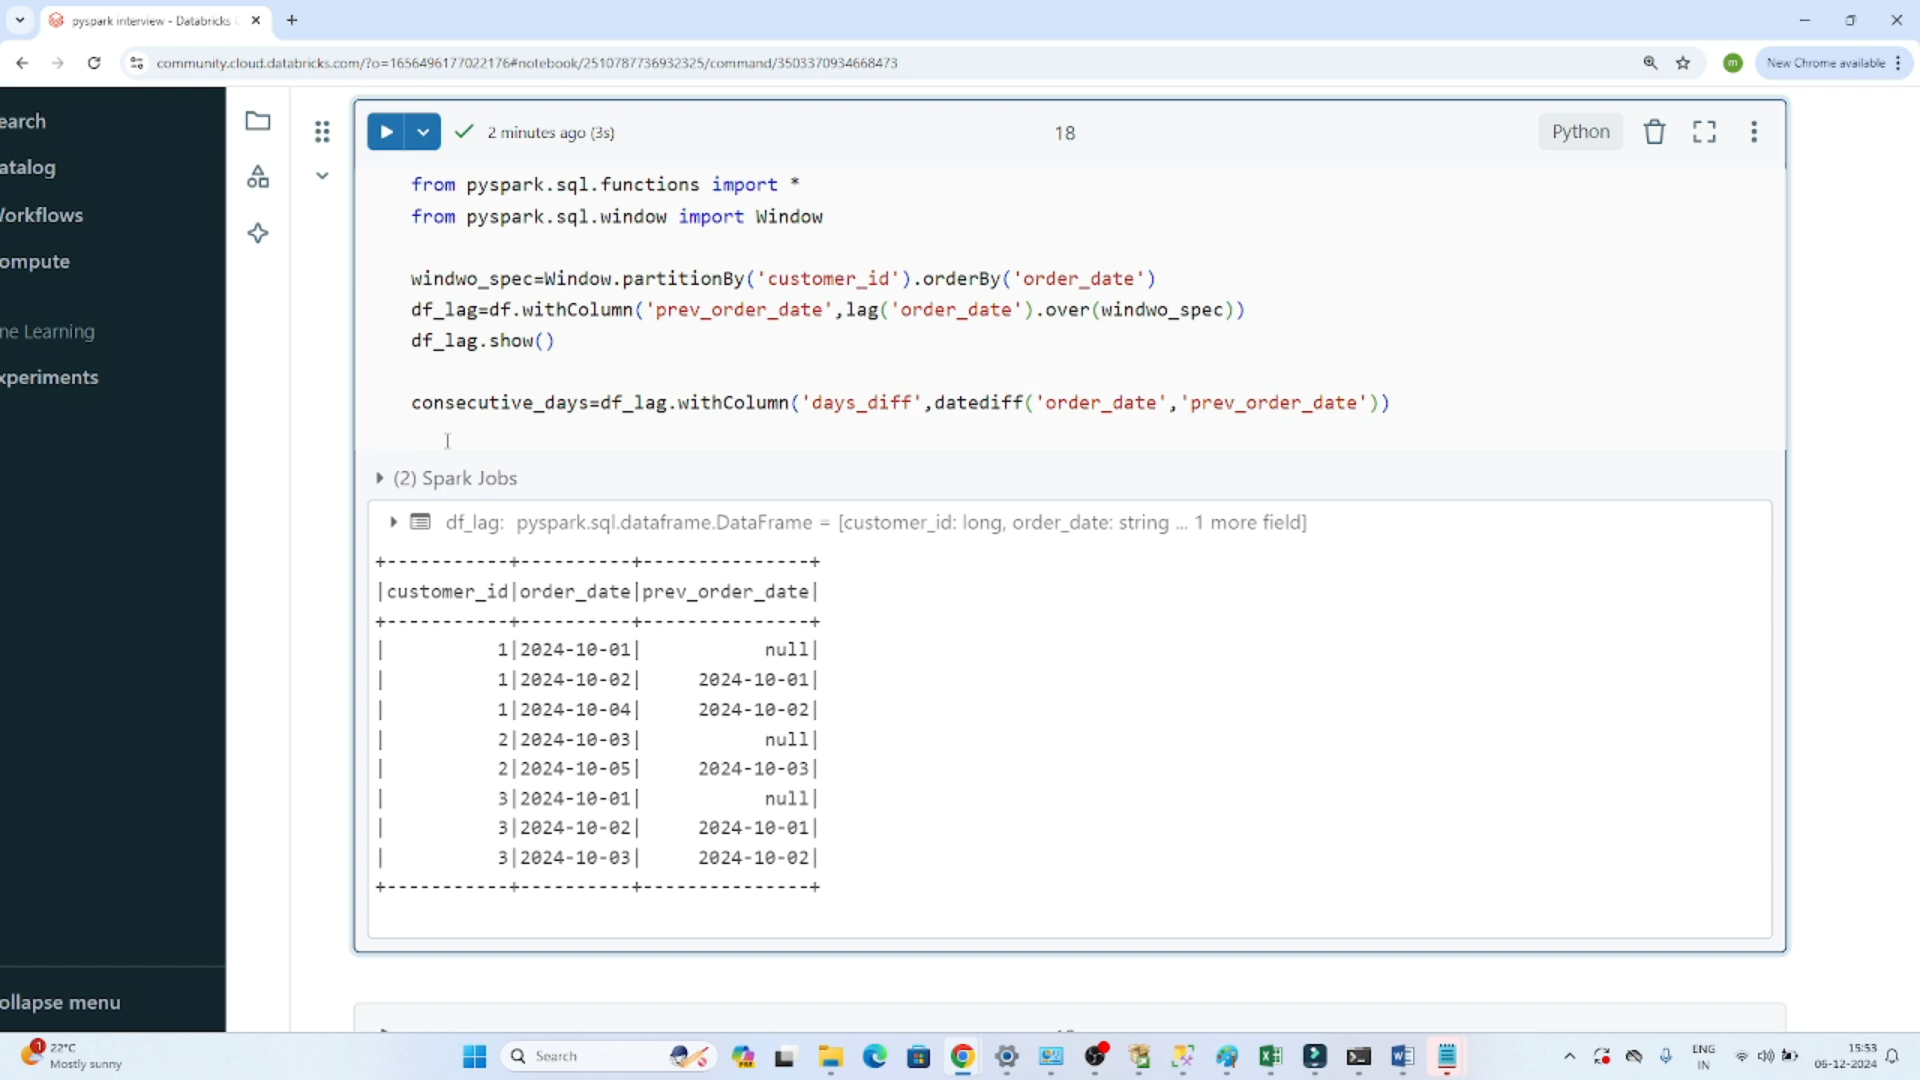 pyspark interview - Databricks
community.cloud.databricks.com/?o=1656496177022176#notebook/2510787736932325/command/3503370934668473
m
New Chrome available
earch
atalog
Workflows
ompute
ne Learning
xperiments
ollapse menu
2 minutes ago (3s)
18
Python
from pyspark.sql.functions import *
from pyspark.sql.window import Window
windwo_spec=Window.partitionBy('customer_id').orderBy('order_date')
df_lag=df.withColumn('prev_order_date',lag('order_date').over(windwo_spec))
df_lag.show()
consecutive_days=df_lag.withColumn('days_diff',datediff('order_date','prev_order_date'))
(2) Spark Jobs
df_lag: pyspark.sql.dataframe.DataFrame = [customer_id: long, order_date: string ... 1 more field]
+-----------+----------+---------------+
|customer_id|order_date|prev_order_date|
+-----------+----------+---------------+
|          1|2024-10-01|           null|
|          1|2024-10-02|     2024-10-01|
|          1|2024-10-04|     2024-10-02|
|          2|2024-10-03|           null|
|          2|2024-10-05|     2024-10-03|
|          3|2024-10-01|           null|
|          3|2024-10-02|     2024-10-01|
|          3|2024-10-03|     2024-10-02|
+-----------+----------+---------------+
1
22°C
Mostly sunny
Search
ENG
IN
15:53
06-12-2024